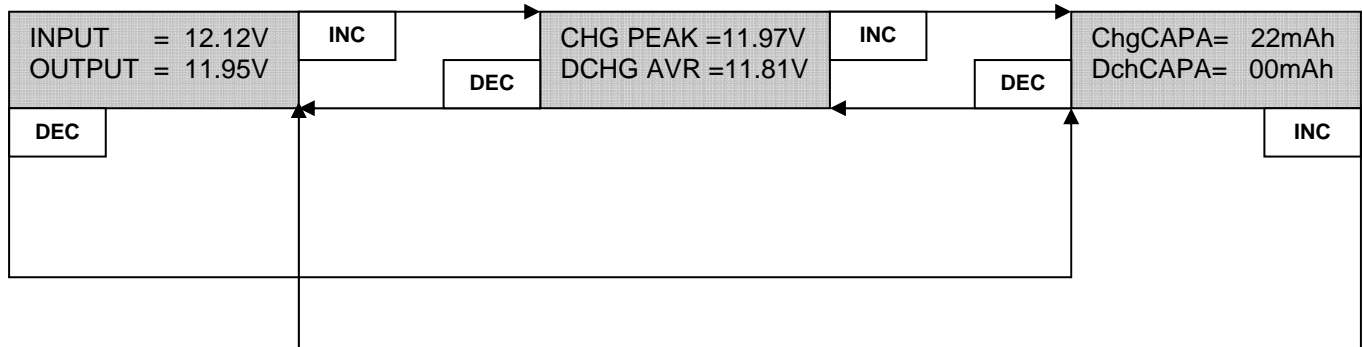 INPUT = 12.12V
OUTPUT = 11.95V
INC
CHG PEAK =11.97V
DCHG AVR =11.81V
INC
ChgCAPA= 22mAh
DchCAPA= 00mAh
DEC
DEC
DEC
INC